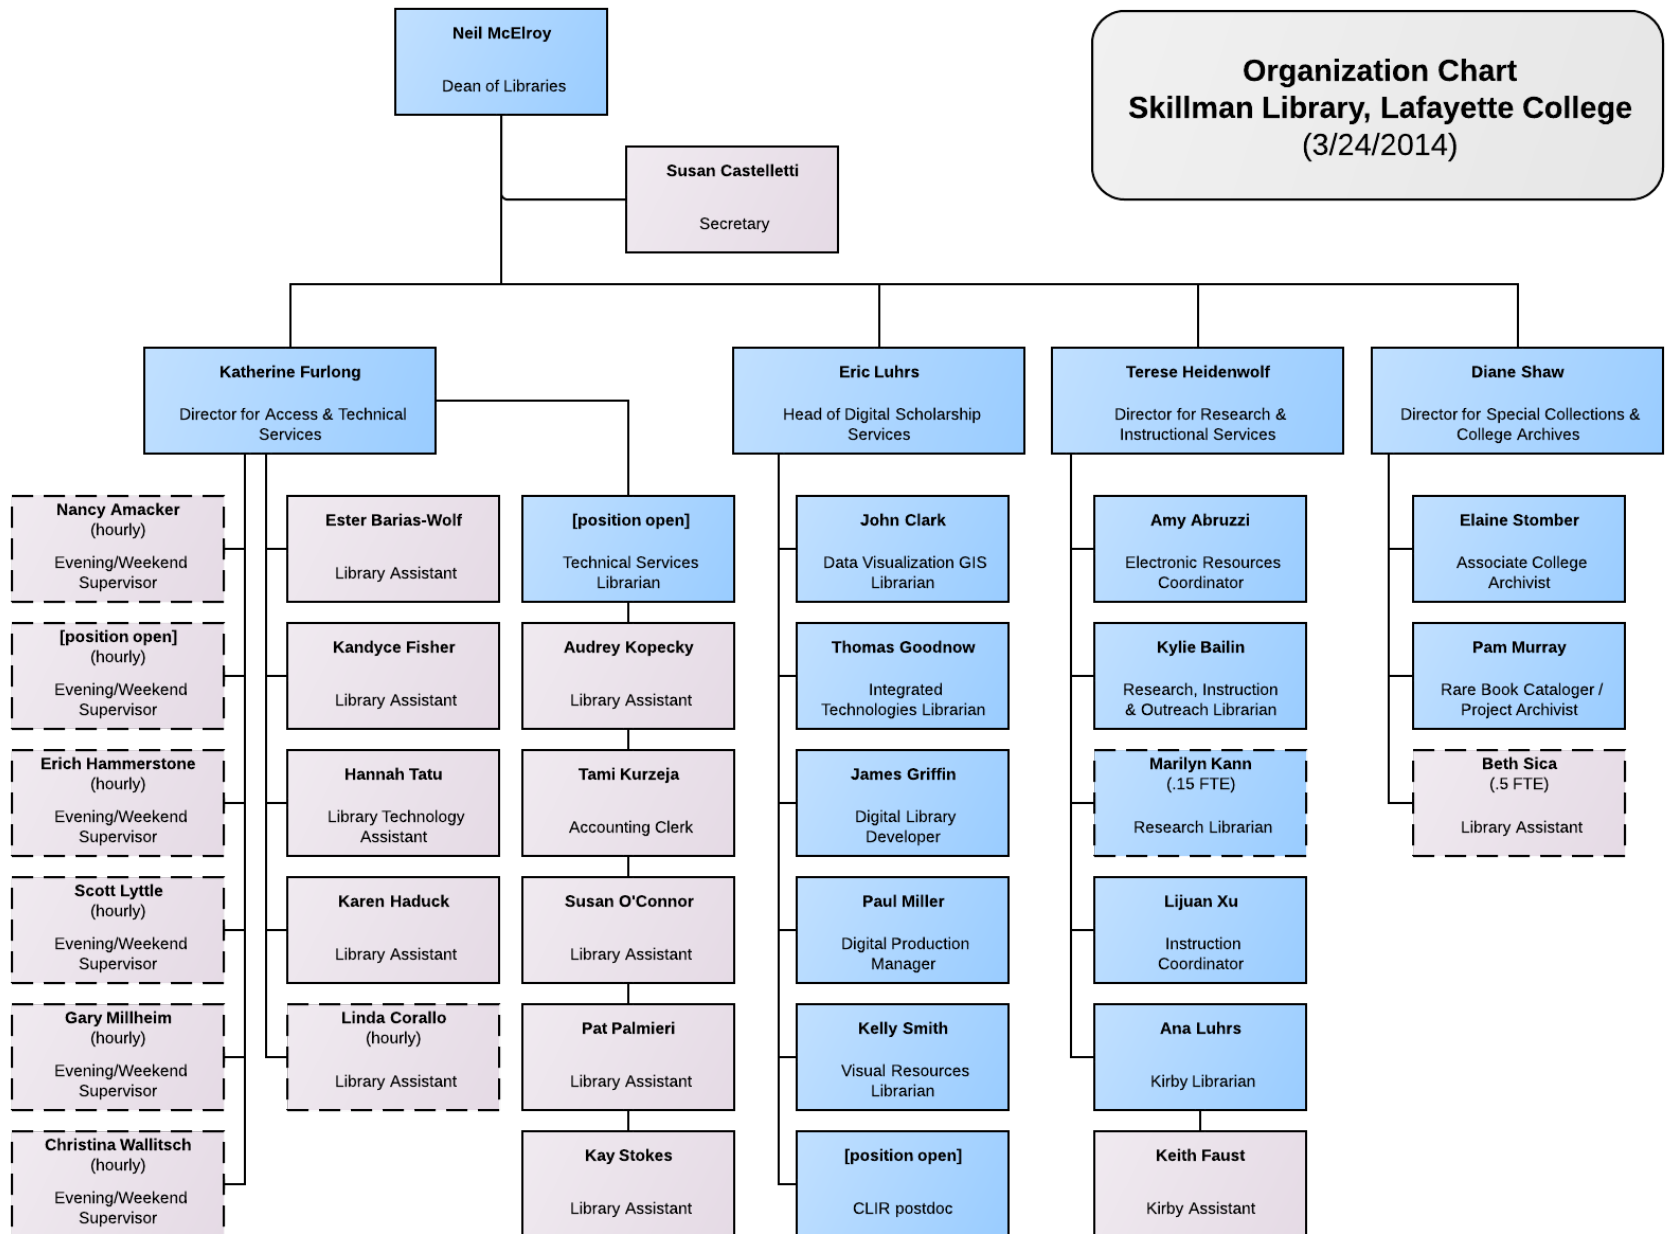 Neil McElroy
Dean of Libraries
Organization Chart
Skillman Library, Lafayette College
(3/24/2014)
Susan Castelletti
Secretary
Katherine Furlong
Director for Access & Technical
Services
Eric Luhrs
Head of Digital Scholarship
Services
Terese Heidenwolf
Director for Research &
Instructional Services
Diane Shaw
Director for Special Collections &
College Archives
Nancy Amacker
(hourly)
Evening/Weekend
Supervisor
[position open]
(hourly)
Evening/Weekend
Supervisor
Erich Hammerstone
(hourly)
Evening/Weekend
Supervisor
Scott Lyttle
(hourly)
Evening/Weekend
Supervisor
Gary Millheim
(hourly)
Evening/Weekend
Supervisor
Christina Wallitsch
(hourly)
Evening/Weekend
Supervisor
Ester Barias-Wolf
Library Assistant
Kandyce Fisher
Library Assistant
Hannah Tatu
Library Technology
Assistant
Karen Haduck
Library Assistant
Linda Corallo
(hourly)
Library Assistant
[position open]
Technical Services
Librarian
Audrey Kopecky
Library Assistant
Tami Kurzeja
Accounting Clerk
Susan O'Connor
Library Assistant
Pat Palmieri
Library Assistant
Kay Stokes
Library Assistant
John Clark
Data Visualization GIS
Librarian
Thomas Goodnow
Integrated
Technologies Librarian
James Griffin
Digital Library
Developer
Paul Miller
Digital Production
Manager
Kelly Smith
Visual Resources
Librarian
[position open]
CLIR postdoc
Amy Abruzzi
Electronic Resources
Coordinator
Kylie Bailin
Research, Instruction
& Outreach Librarian
Marilyn Kann
(.15 FTE)
Research Librarian
Lijuan Xu
Instruction
Coordinator
Ana Luhrs
Kirby Librarian
Keith Faust
Kirby Assistant
Elaine Stomber
Associate College
Archivist
Pam Murray
Rare Book Cataloger /
Project Archivist
Beth Sica
(.5 FTE)
Library Assistant